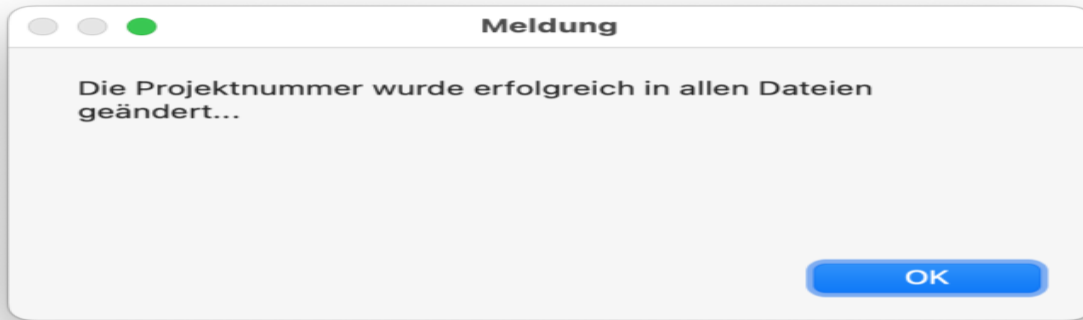 Meldung
Die Projektnummer wurde erfolgreich in allen Dateien
geändert...
OK